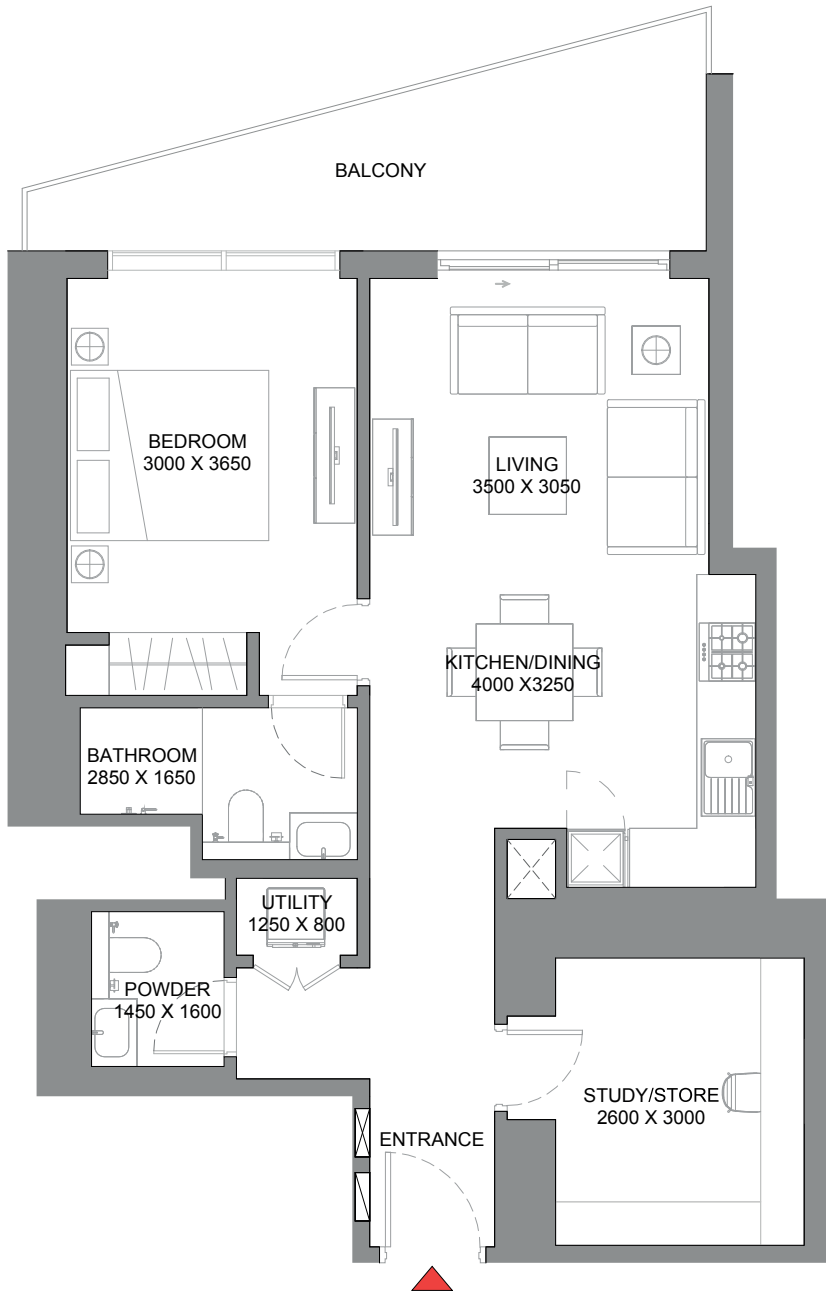 BALCONY
BEDROOM
3000 X 3650
LIVING
3500 X 3050
KITCHEN/DINING
4000 X3250
BATHROOM
2850 X 1650
UTILITY
1250 X 800
POWDER
1450 X 1600
STUDY/STORE
2600 X 3000
ENTRANCE